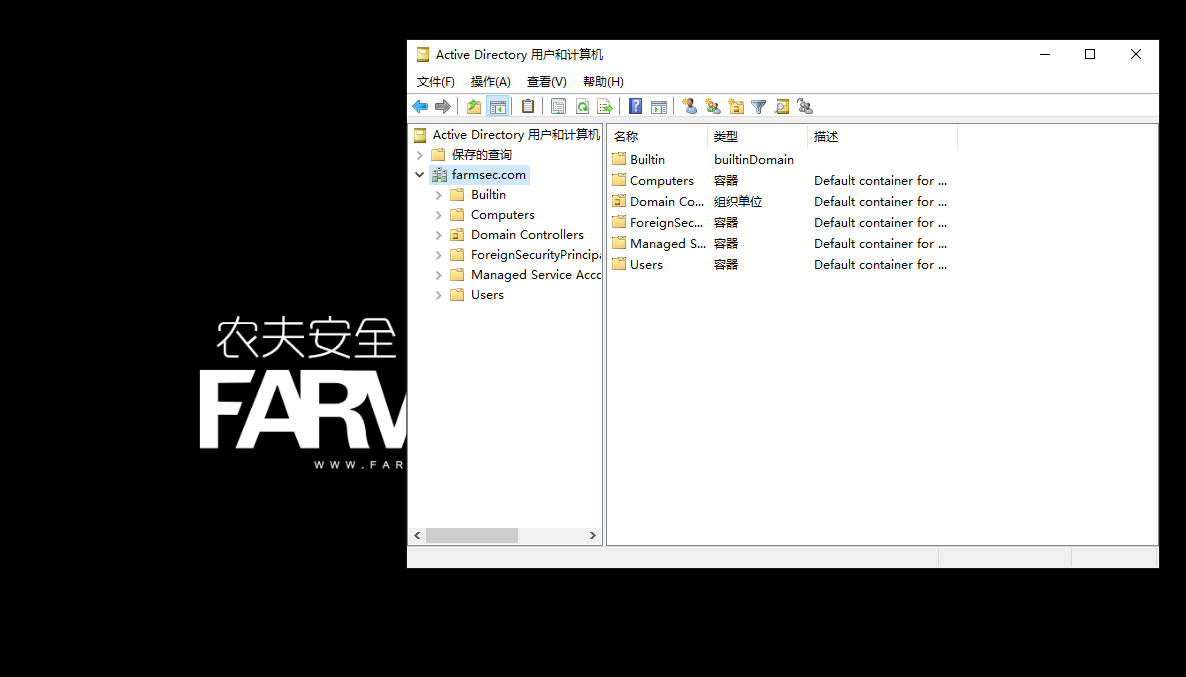 Active Directory 用户和计算机
文件(F) 操作(A) 查看(V) 帮助(H)
Active Directory 用户和计算机
保存的查询
farmsec.com
Builtin
Computers
Domain Controllers
ForeignSecurityPrincipa
Managed Service Acco
Users
名称 类型 描述
Builtin builtinDomain
Computers 容器 Default container for ...
Domain Co... 组织单位 Default container for ...
ForeignSec... 容器 Default container for ...
Managed S... 容器 Default container for ...
Users 容器 Default container for ...
农夫安全
FARM
WWW.FAR